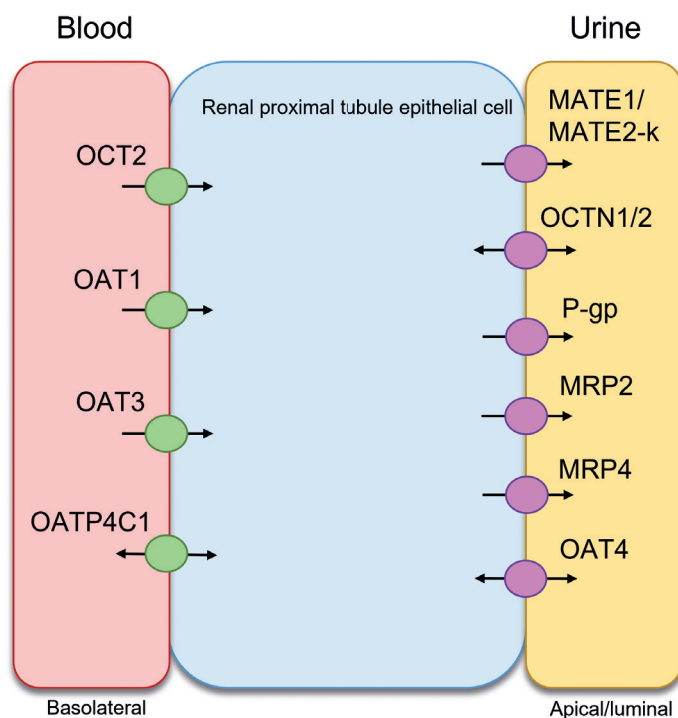 Blood
Urine
Renal proximal tubule epithelial cell
MATE1/
MATE2-k
OCT2
OCTN1/2
OAT1
P-gp
MRP2
OAT3
MRP4
OATP4C1
OAT4
Basolateral
Apical/luminal